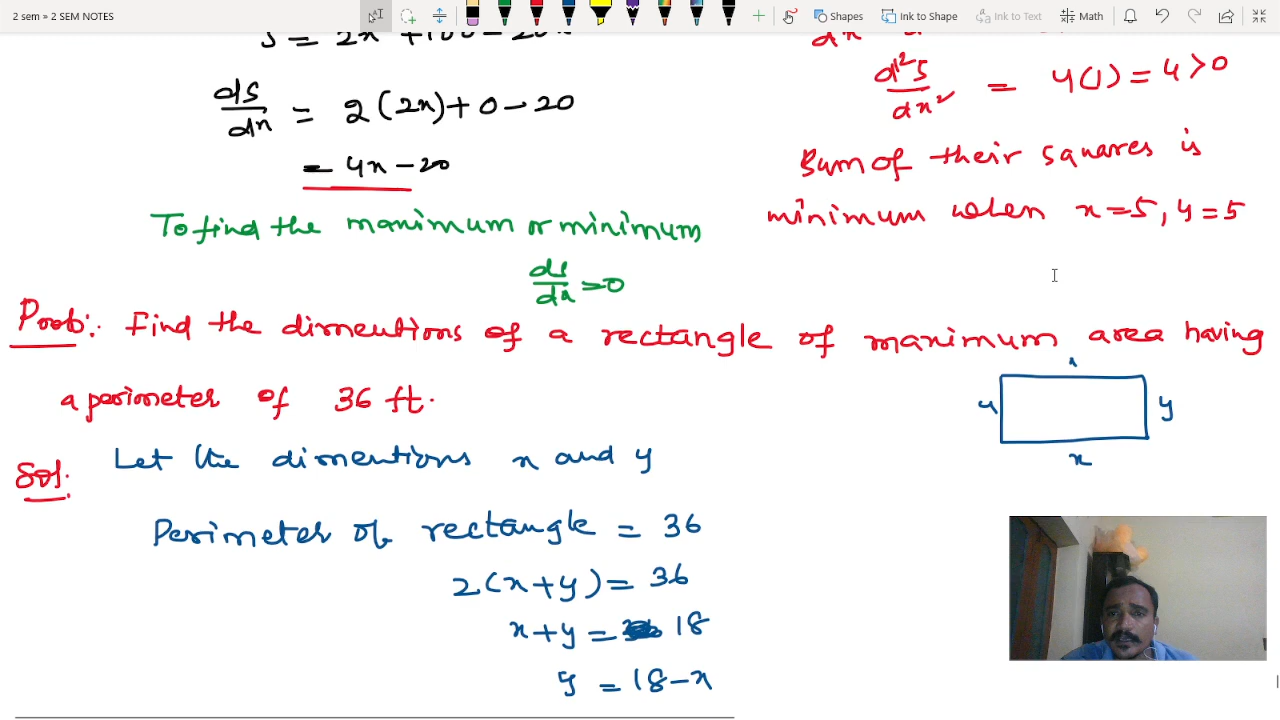 2 sem » 2 SEM NOTES
Shapes
Ink to Shape
Ink to Text
Math
S = 2x² + 100 - 20x
ds/dx = 2(2x) + 0 - 20
= 4x - 20
To find the maximum or minimum
ds/dx = 0
d²s/dx² = 4(1) = 4 > 0
Sum of their squares is
minimum when x = 5, y = 5
Prob:. Find the dimentions of a rectangle of maximum area having
a perimeter of 36 ft.
x
y
y
x
Sol.
Let the dimentions x and y
Perimeter of rectangle = 36
2(x+y) = 36
x+y = 18
y = 18-x